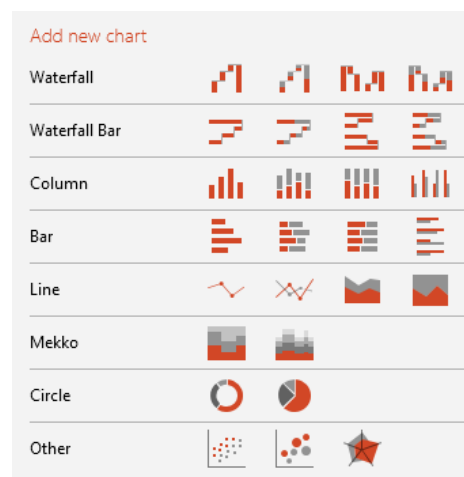 Add new chart
Waterfall
Waterfall Bar
Column
Bar
Line
Mekko
Circle
Other